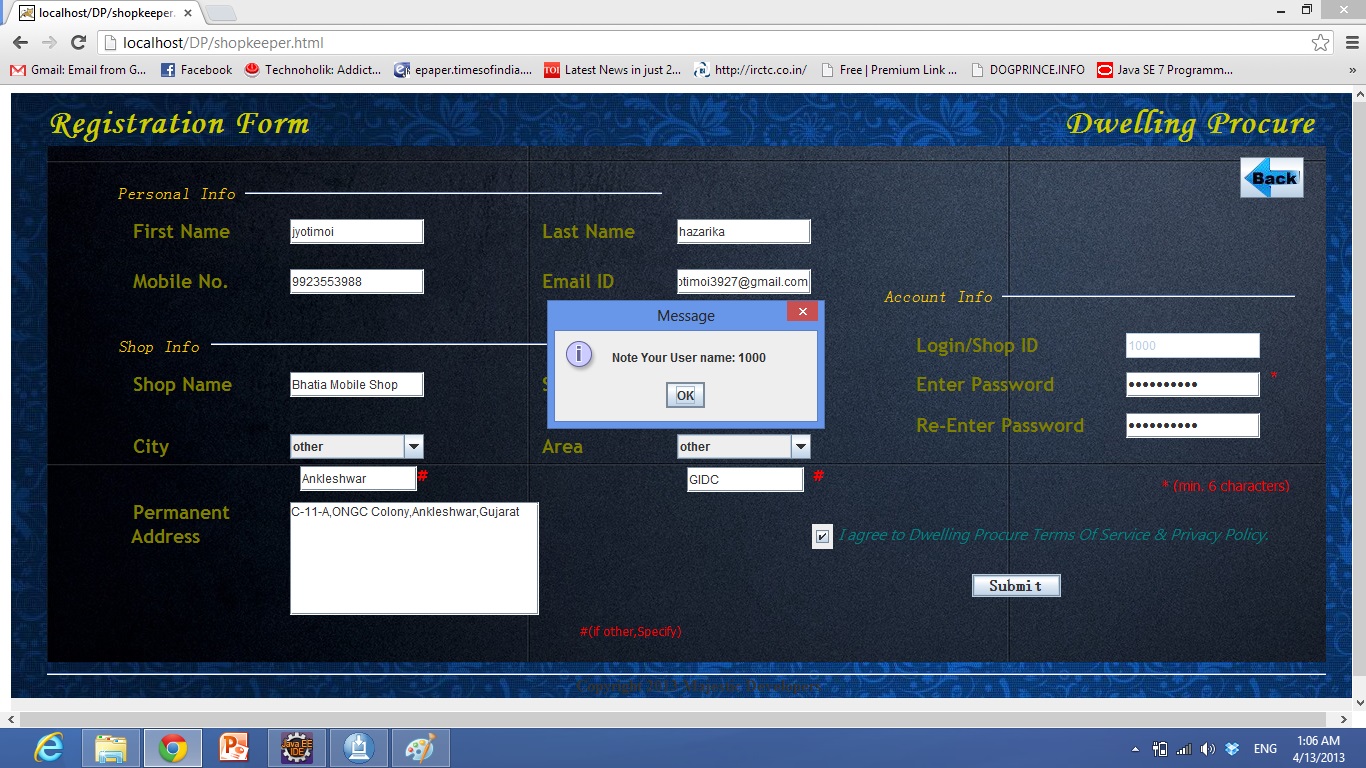 localhost/DP/shopkeeper.
localhost/DP/shopkeeper.html
Gmail: Email from G... Facebook Technoholik: Addict... epaper.timesofindia.... TOI Latest News in just 2... http://irctc.co.in/ Free | Premium Link ... DOGPRINCE.INFO Java SE 7 Programm... »
Registration Form Dwelling Procure
Back
Personal Info
First Name jyotimoi Last Name hazarika
Mobile No. 9923553988 Email ID otimoi3927@gmail.com
Account Info
Message
Shop Info
Login/Shop ID 1000
Note Your User name: 1000
OK
Shop Name Bhatia Mobile Shop
Enter Password •••••••••• *
Re-Enter Password ••••••••••
City other Area other
Ankleshwar # GIDC #
* (min. 6 characters)
Permanent
Address
C-11-A,ONGC Colony,Ankleshwar,Gujarat
I agree to Dwelling Procure Terms Of Service & Privacy Policy.
Submit
#(if other,Specify)
Java EE
IDE
ENG
1:06 AM
4/13/2013